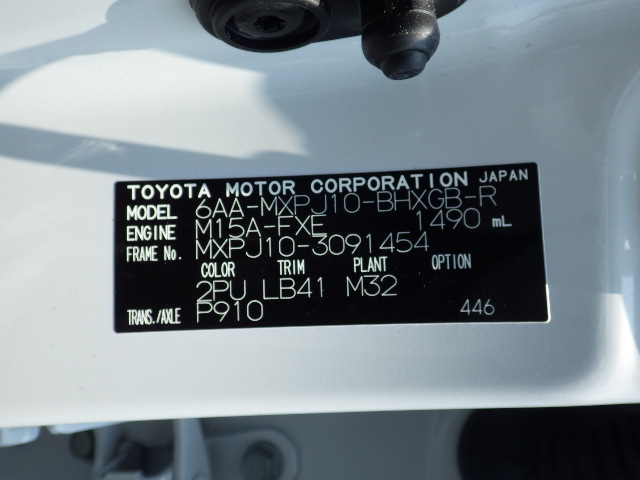 TOYOTA MOTOR CORPORATION JAPAN
MODEL 6AA-MXPJ10-BHXGB-R
ENGINE M15A-FXE 1490 mL
FRAME No. MXPJ10-3091454
COLOR TRIM PLANT OPTION
2PU LB41 M32
TRANS./AXLE P910 446